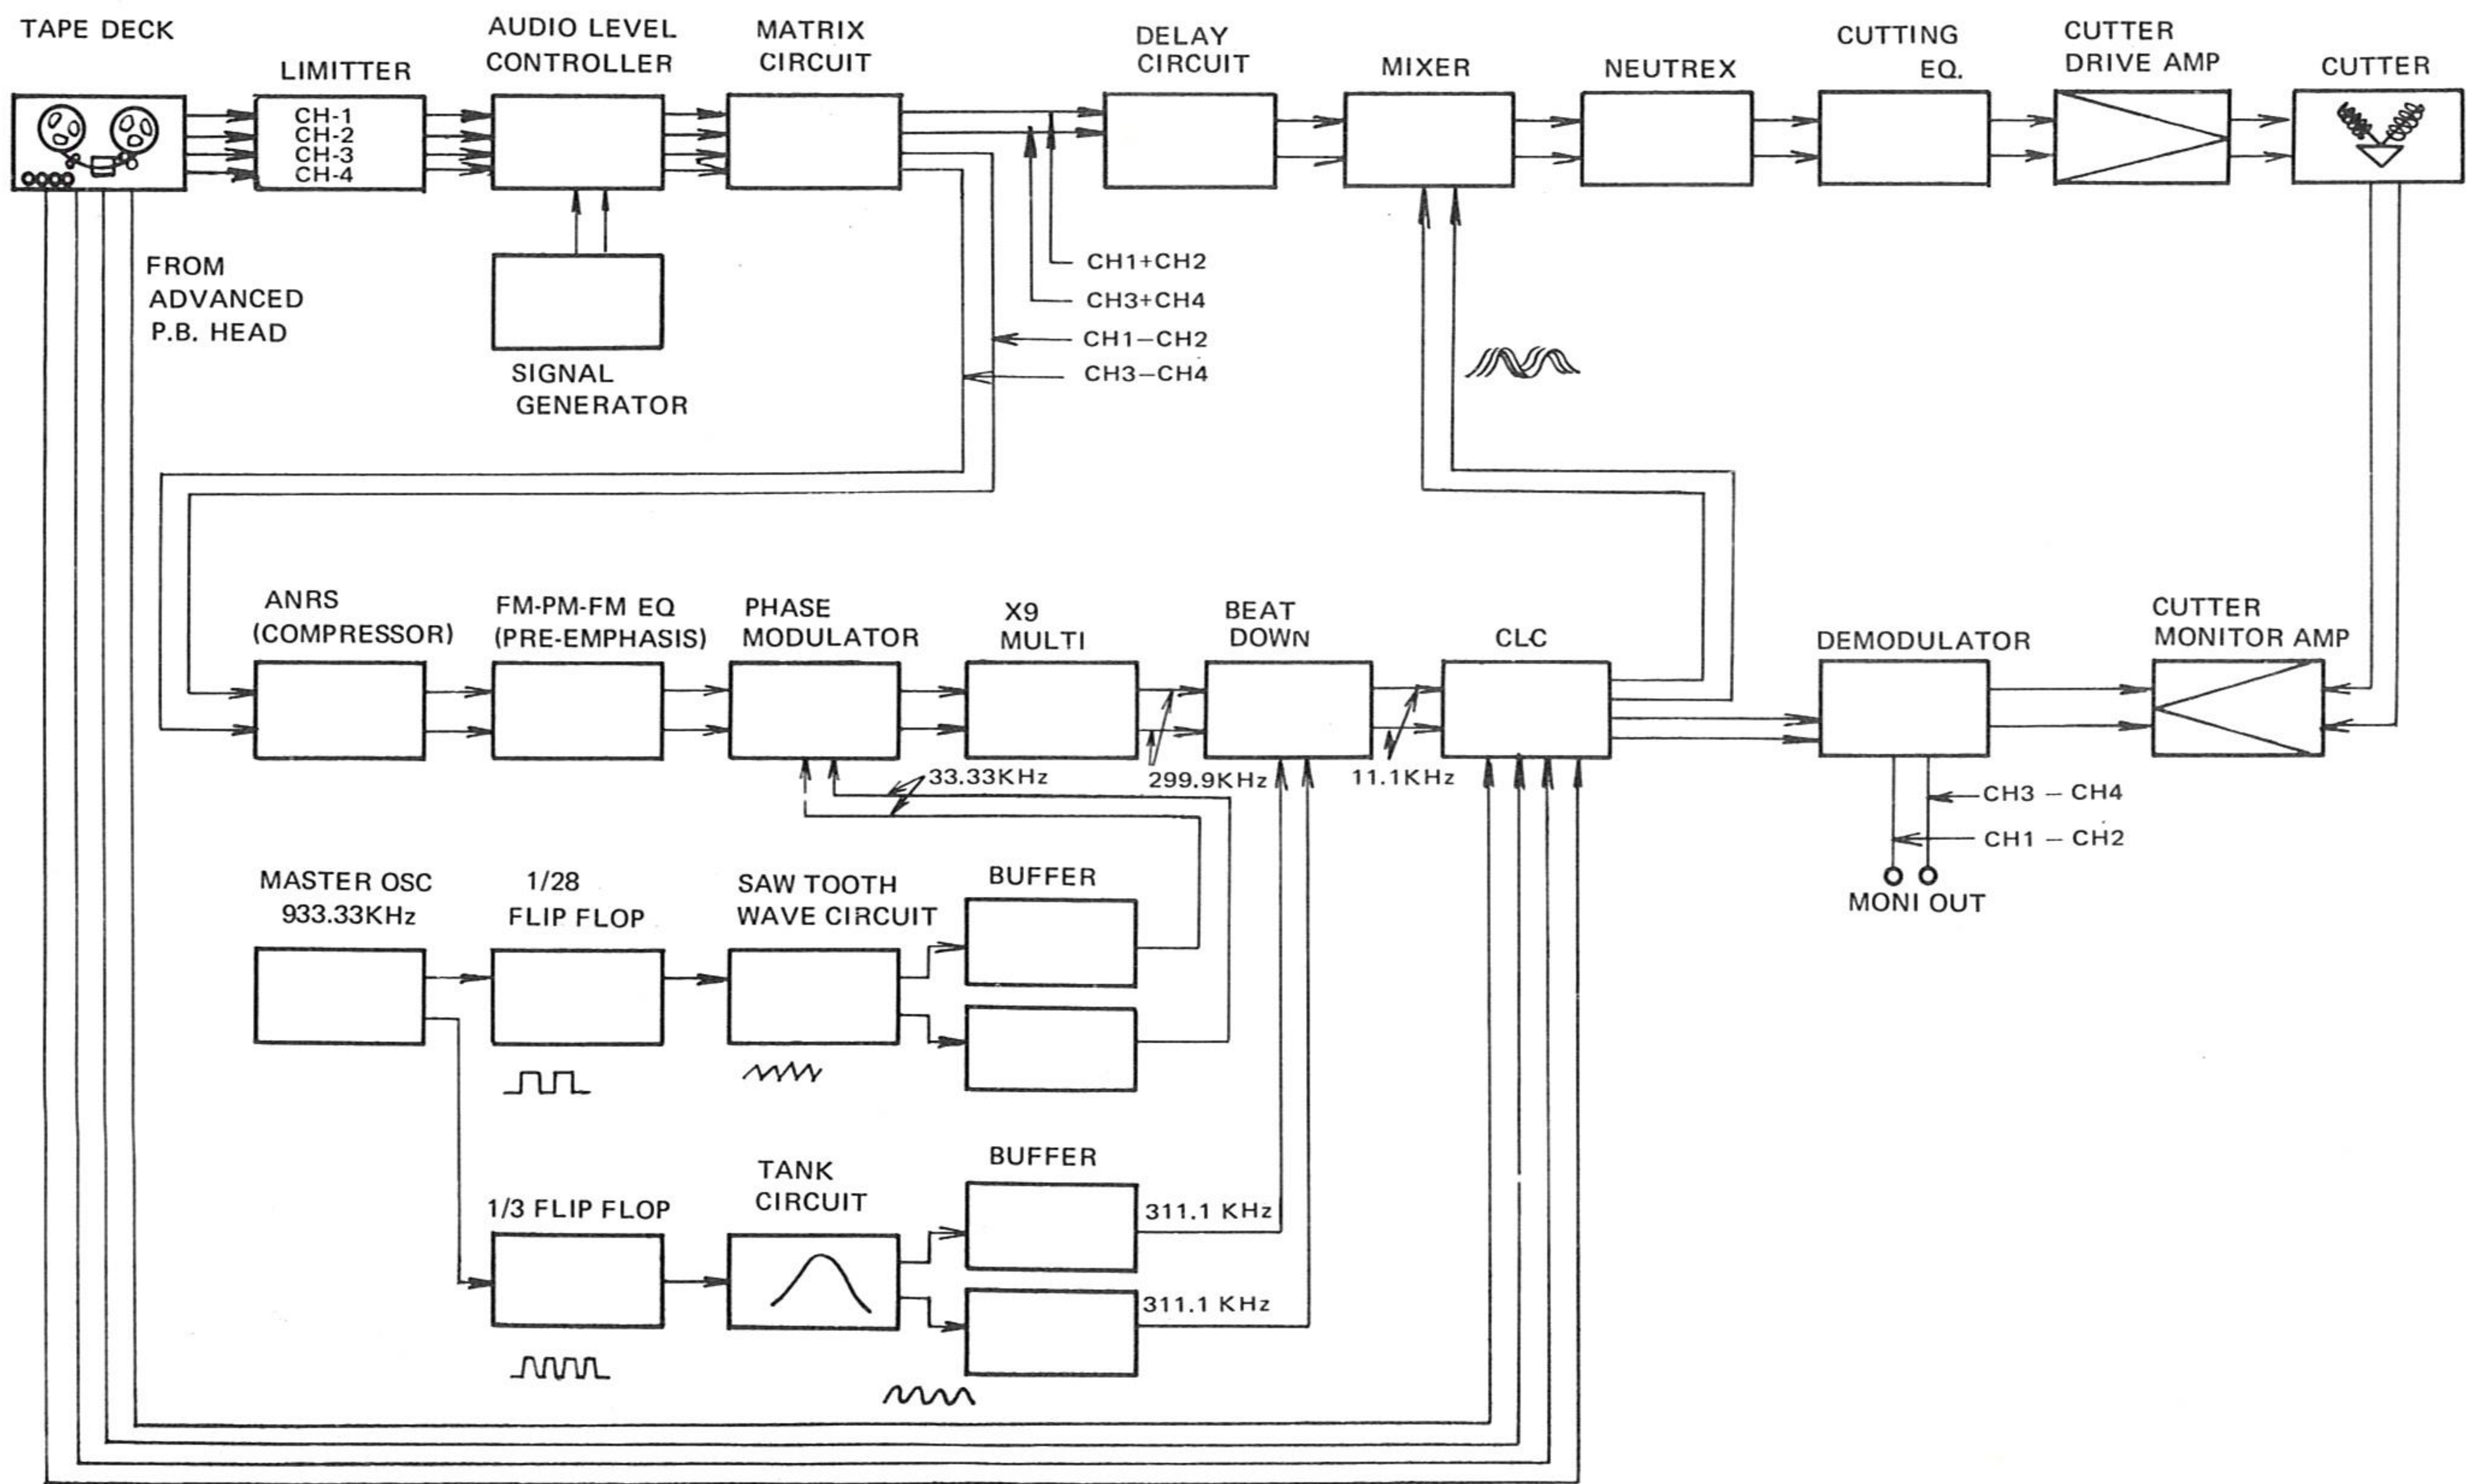 TAPE DECK
LIMITTER
AUDIO LEVEL
CONTROLLER
MATRIX
CIRCUIT
DELAY
CIRCUIT
MIXER
NEUTREX
CUTTING
EQ.
CUTTER
DRIVE AMP
CUTTER
CH-1
CH-2
CH-3
CH-4
FROM
ADVANCED
P.B. HEAD
SIGNAL
GENERATOR
CH1+CH2
CH3+CH4
CH1–CH2
CH3–CH4
ANRS
(COMPRESSOR)
FM-PM-FM EQ
(PRE-EMPHASIS)
PHASE
MODULATOR
X9
MULTI
BEAT
DOWN
CLC
DEMODULATOR
CUTTER
MONITOR AMP
33.33KHz
299.9KHz
11.1KHz
CH3 – CH4
CH1 – CH2
MONI OUT
MASTER OSC
933.33KHz
1/28
FLIP FLOP
SAW TOOTH
WAVE CIRCUIT
BUFFER
1/3 FLIP FLOP
TANK
CIRCUIT
BUFFER
311.1 KHz
311.1 KHz